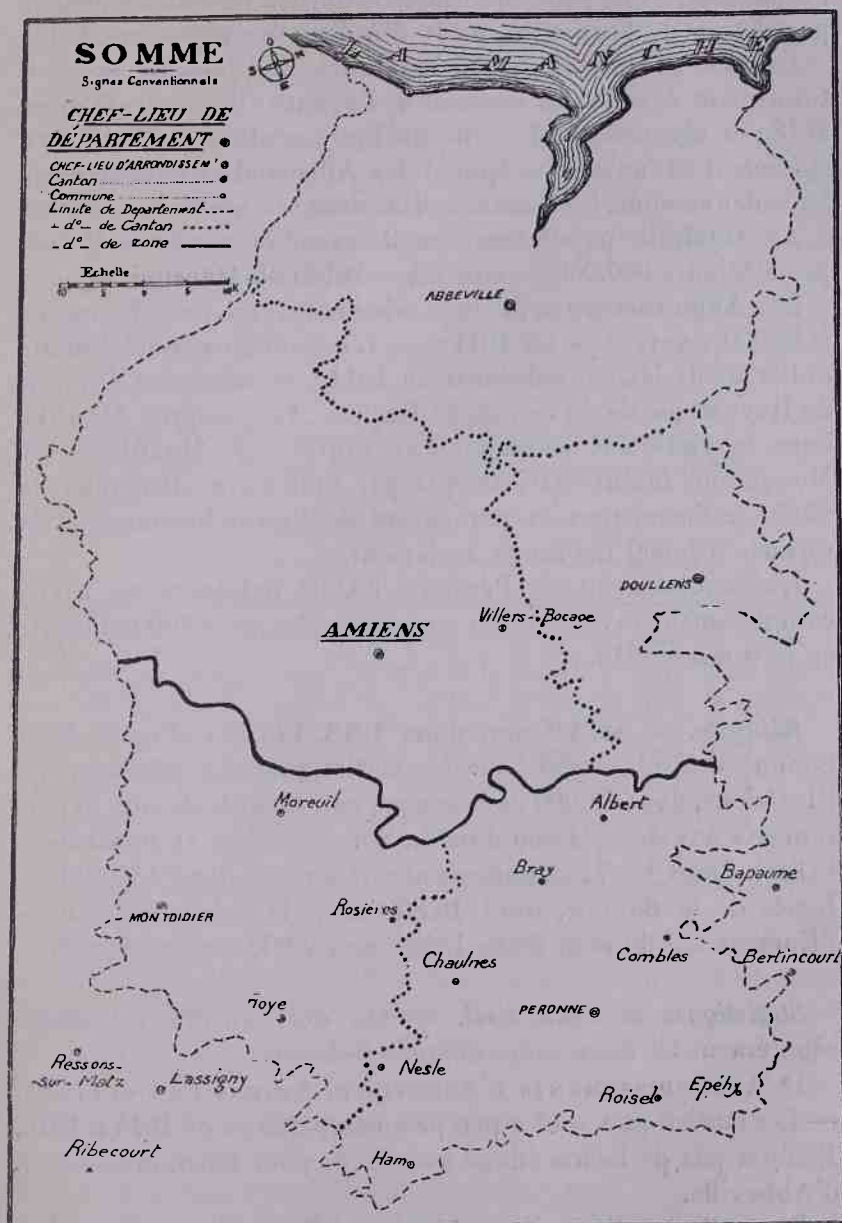 SOMME
Signes Conventionnels
CHEF-LIEU DE
DÉPARTEMENT
CHEF-LIEU D'ARRONDISSEM^T
Canton
Commune
Limite de Département
- d°- de Canton
- d°- de zone
Echelle
LA MANCHE
ABBEVILLE
DOULLENS
Villers-Bocage
AMIENS
Moreuil
Albert
Bray
Bapaume
MONTDIDIER
Rosières
Combles
Bertincourt
Chaulnes
Roye
PERONNE
Ressons-
-sur-Matz
Lassigny
Nesle
Roisel
Epéhy
Ribecourt
Ham